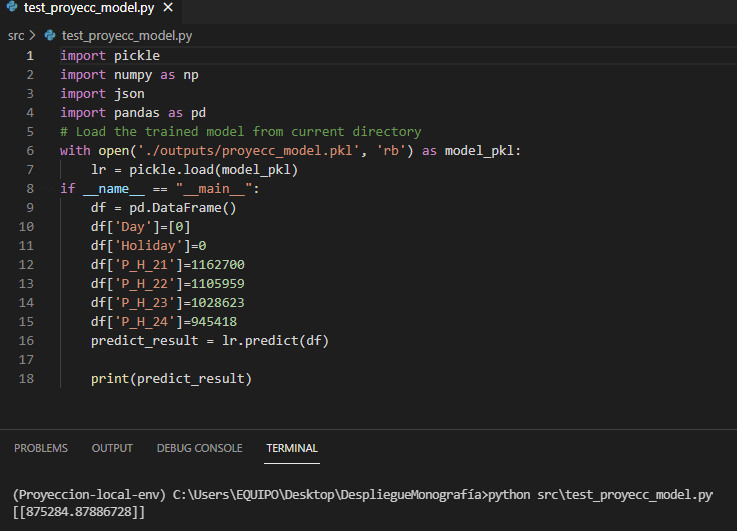 test_proyecc_model.py ×
src > test_proyecc_model.py
1 import pickle
2 import numpy as np
3 import json
4 import pandas as pd
5 # Load the trained model from current directory
6 with open('./outputs/proyecc_model.pkl', 'rb') as model_pkl:
7     lr = pickle.load(model_pkl)
8 if __name__ == "__main__":
9     df = pd.DataFrame()
10     df['Day']=[0]
11     df['Holiday']=0
12     df['P_H_21']=1162700
13     df['P_H_22']=1105959
14     df['P_H_23']=1028623
15     df['P_H_24']=945418
16     predict_result = lr.predict(df)
17
18     print(predict_result)
PROBLEMS OUTPUT DEBUG CONSOLE TERMINAL
(Proyeccion-local-env) C:\Users\EQUIPO\Desktop\DespliegueMonografía>python src\test_proyecc_model.py
[[875284.87886728]]